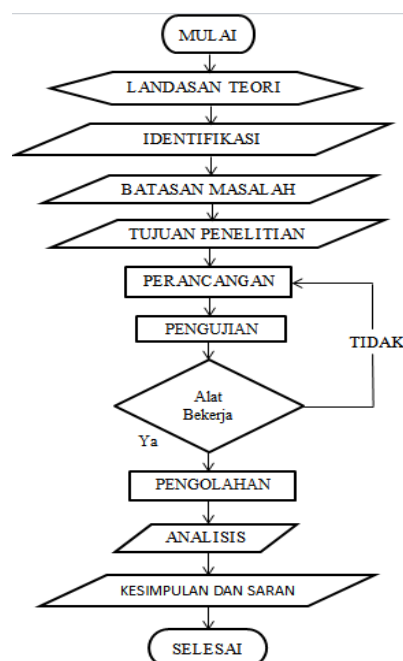 MULAI
LANDASAN TEORI
IDENTIFIKASI
BATASAN MASALAH
TUJUAN PENELITIAN
PERANCANGAN
PENGUJIAN
TIDAK
Alat
Bekerja
Ya
PENGOLAHAN
ANALISIS
KESIMPULAN DAN SARAN
SELESAI